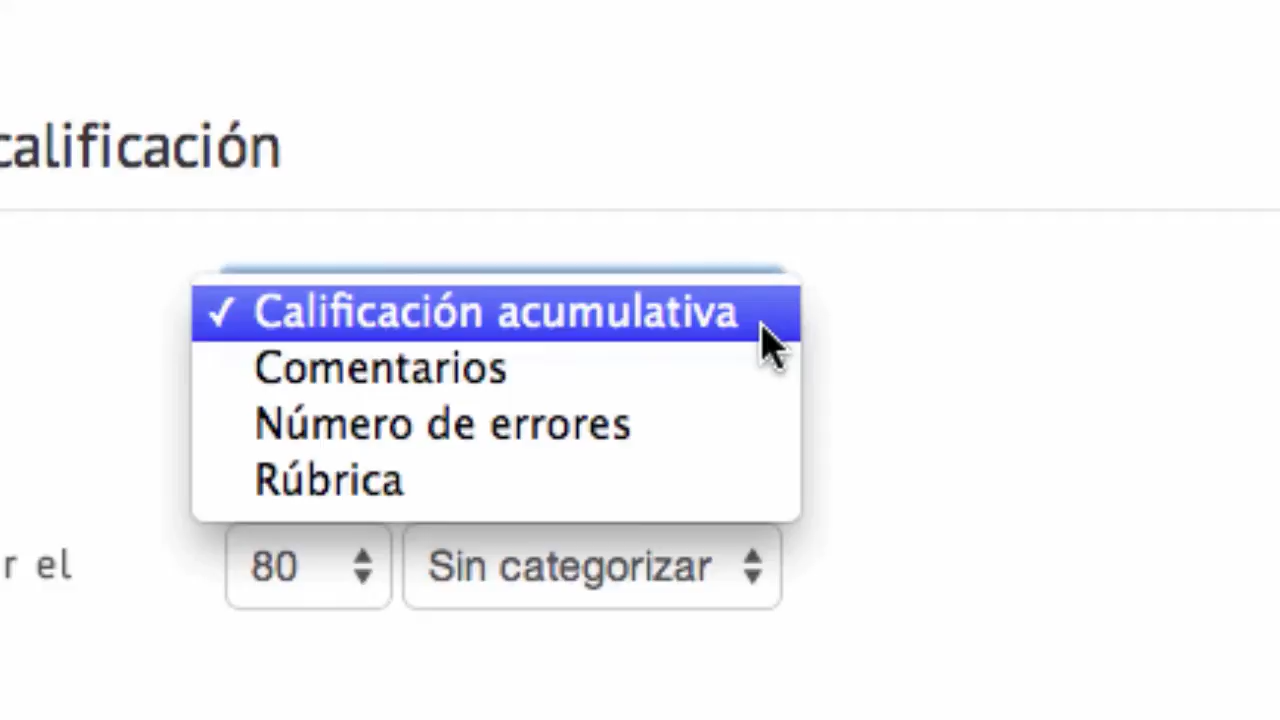 calificación
✓ Calificación acumulativa
Comentarios
Número de errores
Rúbrica
r el 80 Sin categorizar